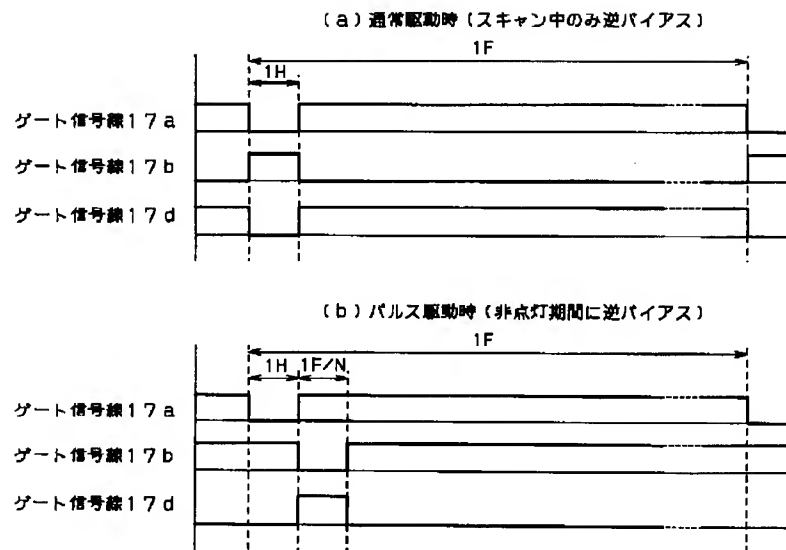 (a) 通常駆動時 (スキャン中のみ逆バイアス)
1F
1H
ゲート信号線17a
ゲート信号線17b
ゲート信号線17d
(b) パルス駆動時 (非点灯期間に逆バイアス)
1F
1H 1F/N
ゲート信号線17a
ゲート信号線17b
ゲート信号線17d